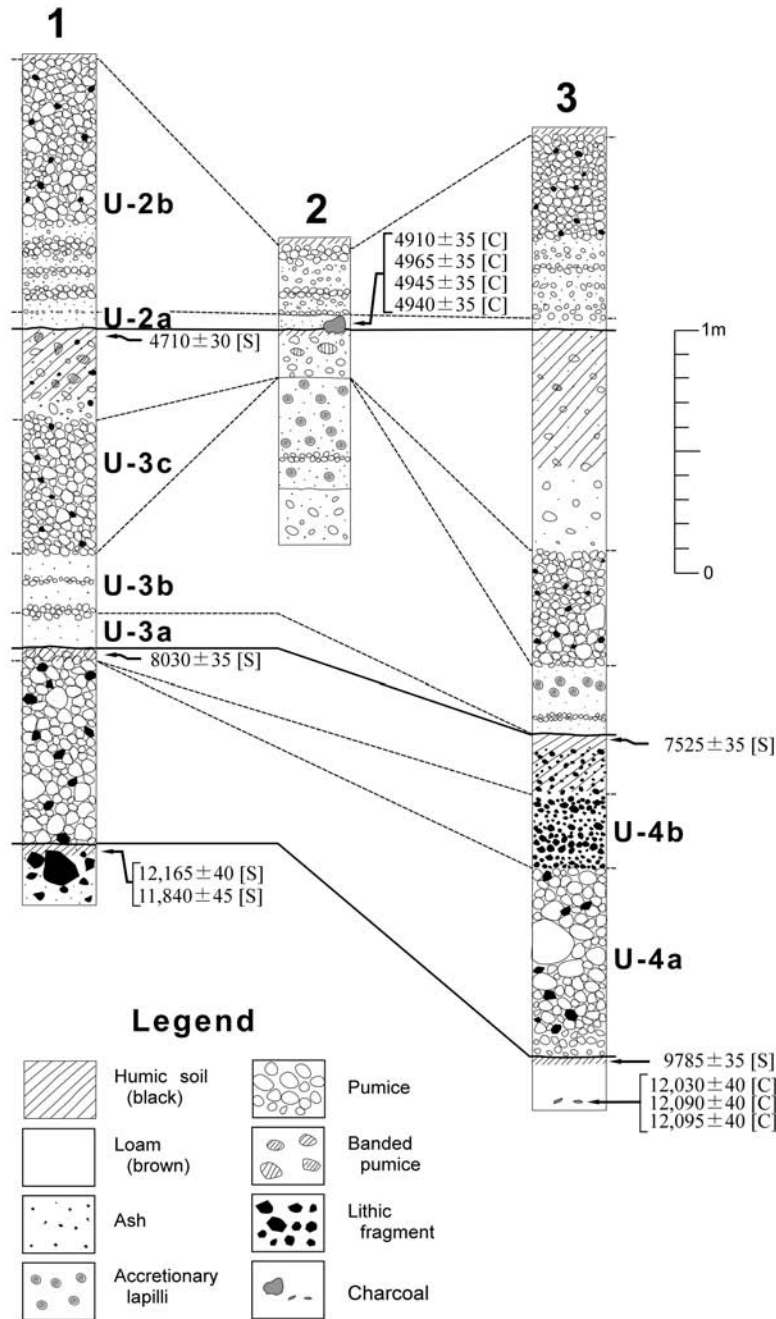 1
2
3
U-2b
4910±35 [C]
4965±35 [C]
4945±35 [C]
4940±35 [C]
U-2a
4710±30 [S]
1m
U-3c
0
U-3b
U-3a
8030±35 [S]
7525±35 [S]
U-4b
12,165±40 [S]
11,840±45 [S]
U-4a
9785±35 [S]
12,030±40 [C]
12,090±40 [C]
12,095±40 [C]
Legend
Humic soil
(black)
Pumice
Loam
(brown)
Banded
pumice
Ash
Lithic
fragment
Accretionary
lapilli
Charcoal